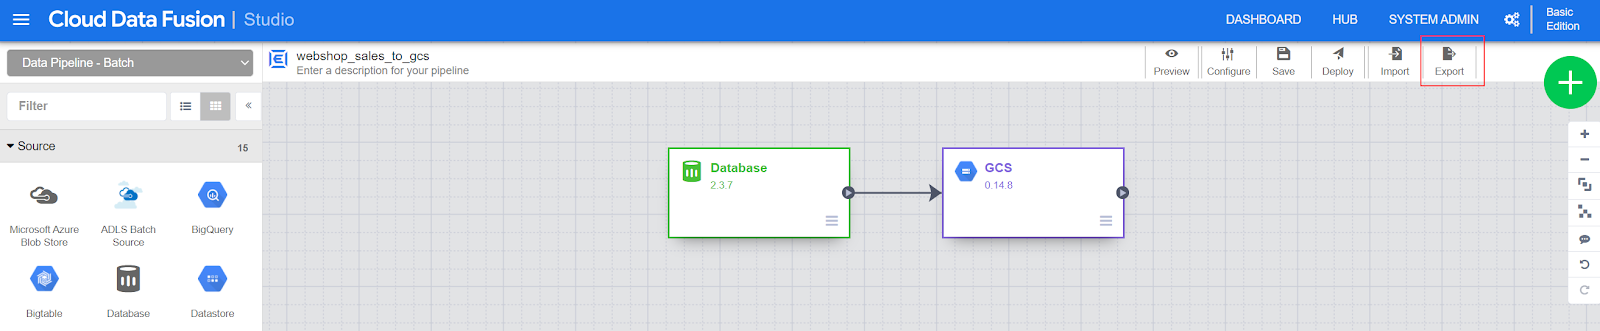 Cloud Data Fusion | Studio
DASHBOARD
HUB
SYSTEM ADMIN
Basic
Edition
Data Pipeline - Batch
webshop_sales_to_gcs
Enter a description for your pipeline
Preview
Configure
Save
Deploy
Import
Export
Filter
Source
15
Microsoft Azure
Blob Store
ADLS Batch
Source
BigQuery
Bigtable
Database
Datastore
Database
2.3.7
GCS
0.14.8